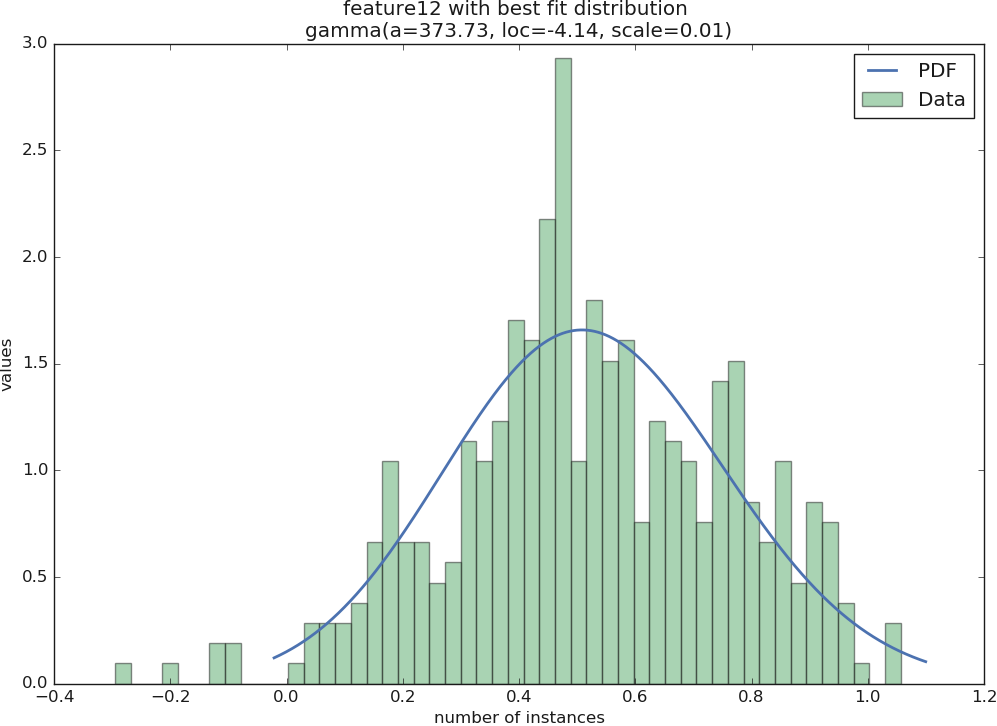 feature12 with best fit distribution
gamma(a=373.73, loc=-4.14, scale=0.01)
PDF
Data
3.0
2.5
2.0
1.5
1.0
0.5
0.0
values
−0.4
−0.2
0.0
0.2
0.4
0.6
0.8
1.0
1.2
number of instances